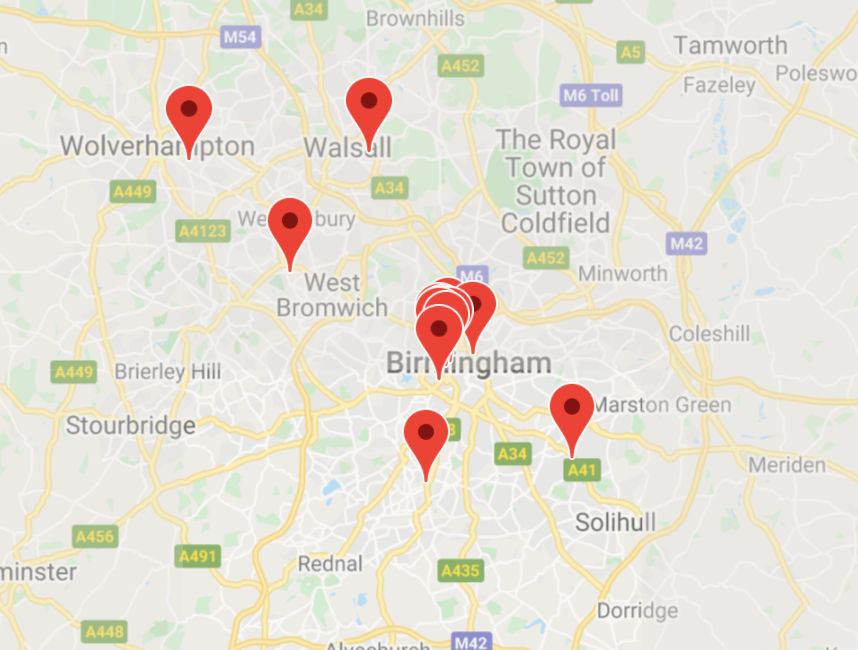 A34
Brownhills
M54
A5
Tamworth
A452
Fazeley
Poleswo
M6 Toll
Wolverhampton
Walsall
The Royal
Town of
Sutton
Coldfield
A449
A34
A4123
We bury
M42
A452
M6
Minworth
West
Bromwich
Coleshill
Birmingham
A449
Brierley Hill
Marston Green
Stourbridge
A34
A41
Meriden
Solihull
A456
A491
Rednal
minster
A435
Dorridge
A448
M42
Alvechurch